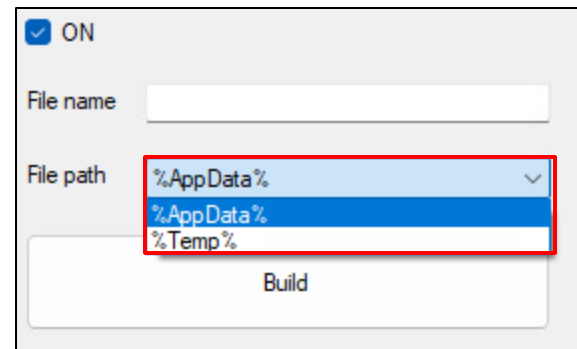 ON
File name
File path %AppData%
%AppData%
%Temp%
Build